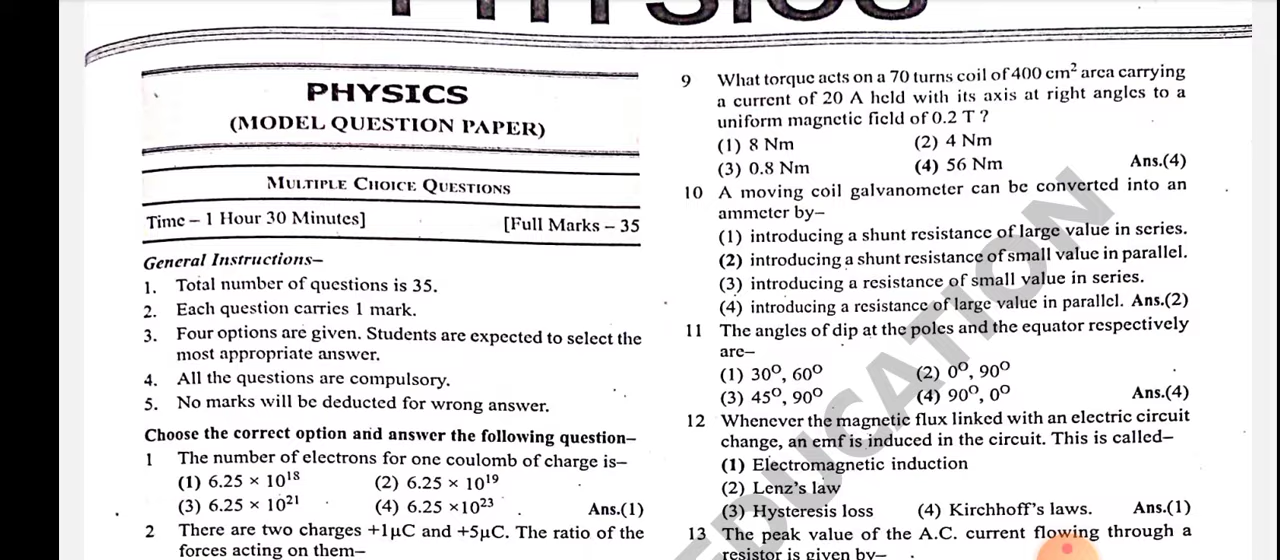 PHYSICS
PHYSICS
(MODEL QUESTION PAPER)
MULTIPLE CHOICE QUESTIONS
Time – 1 Hour 30 Minutes] [Full Marks – 35
General Instructions–
1. Total number of questions is 35.
2. Each question carries 1 mark.
3. Four options are given. Students are expected to select the
most appropriate answer.
4. All the questions are compulsory.
5. No marks will be deducted for wrong answer.
Choose the correct option and answer the following question–
1 The number of electrons for one coulomb of charge is–
(1) 6.25 × 10¹⁸ (2) 6.25 × 10¹⁹
(3) 6.25 × 10²¹ (4) 6.25 ×10²³ Ans.(1)
2 There are two charges +1μC and +5μC. The ratio of the
forces acting on them–
9 What torque acts on a 70 turns coil of 400 cm² area carrying
a current of 20 A held with its axis at right angles to a
uniform magnetic field of 0.2 T ?
(1) 8 Nm (2) 4 Nm
(3) 0.8 Nm (4) 56 Nm Ans.(4)
10 A moving coil galvanometer can be converted into an
ammeter by–
(1) introducing a shunt resistance of large value in series.
(2) introducing a shunt resistance of small value in parallel.
(3) introducing a resistance of small value in series.
(4) introducing a resistance of large value in parallel. Ans.(2)
11 The angles of dip at the poles and the equator respectively
are–
(1) 30⁰, 60⁰ (2) 0⁰, 90⁰
(3) 45⁰, 90⁰ (4) 90⁰, 0⁰ Ans.(4)
12 Whenever the magnetic flux linked with an electric circuit
change, an emf is induced in the circuit. This is called–
(1) Electromagnetic induction
(2) Lenz's law
(3) Hysteresis loss (4) Kirchhoff's laws. Ans.(1)
13 The peak value of the A.C. current flowing through a
resistor is given by–
EDUCATION